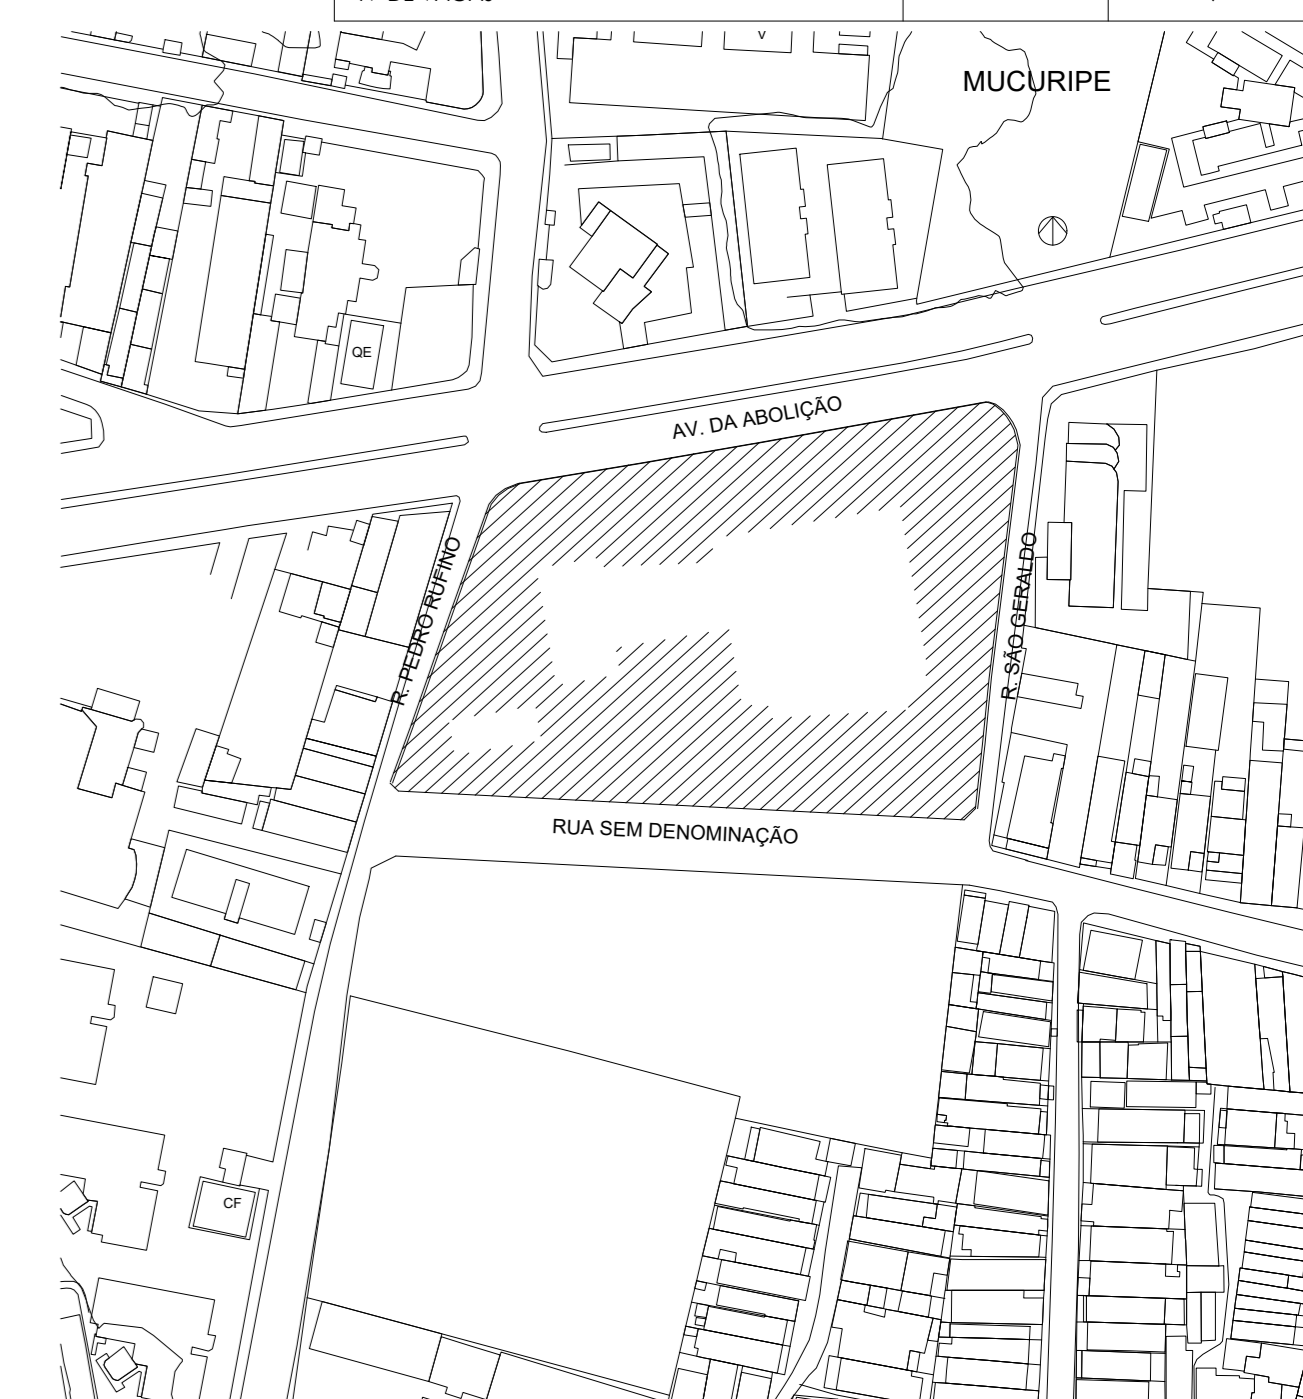 MUCURIPE
V
QE
AV. DA ABOLIÇÃO
R. PEDRO RUFINO
R. SÃO GERALDO
RUA SEM DENOMINAÇÃO
CF